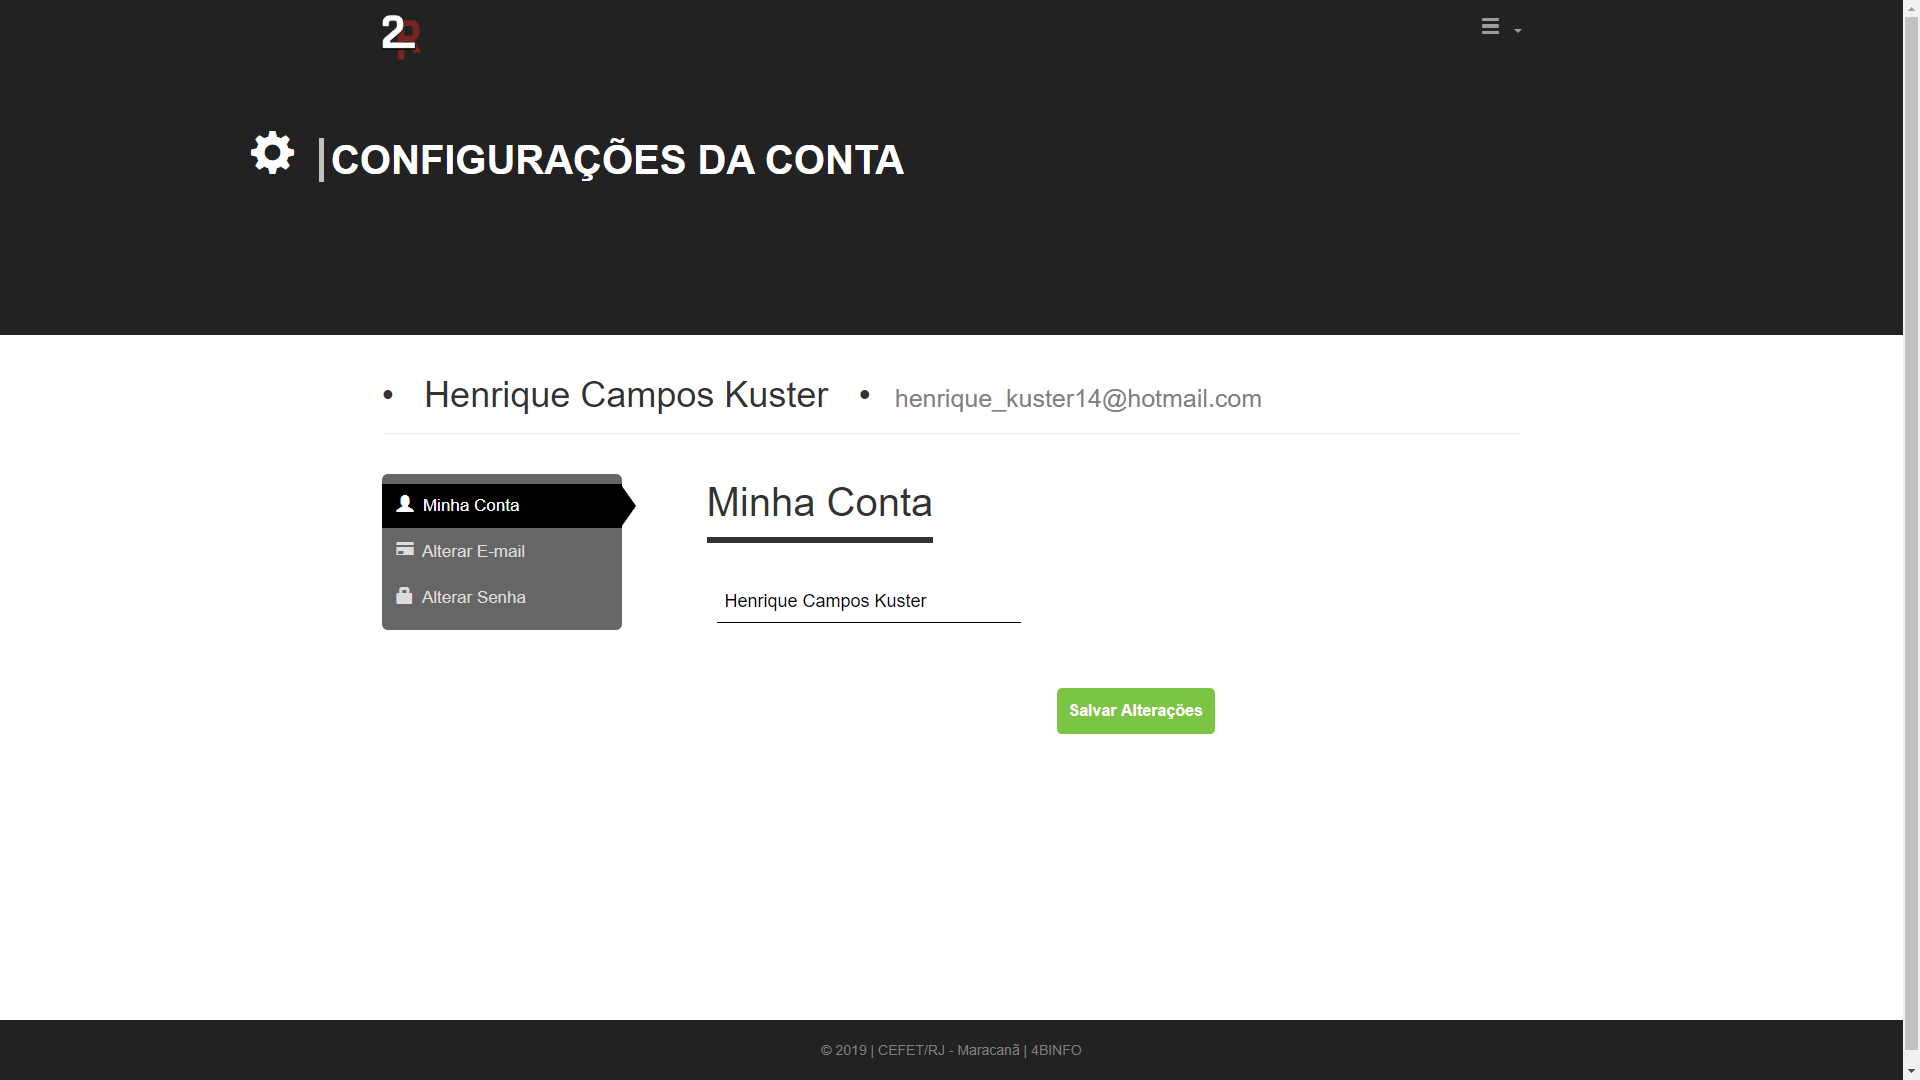 2R
CONFIGURAÇÕES DA CONTA
• Henrique Campos Kuster • henrique_kuster14@hotmail.com
Minha Conta
Alterar E-mail
Alterar Senha
Minha Conta
Henrique Campos Kuster
Salvar Alterações
© 2019 | CEFET/RJ - Maracanã | 4BINFO